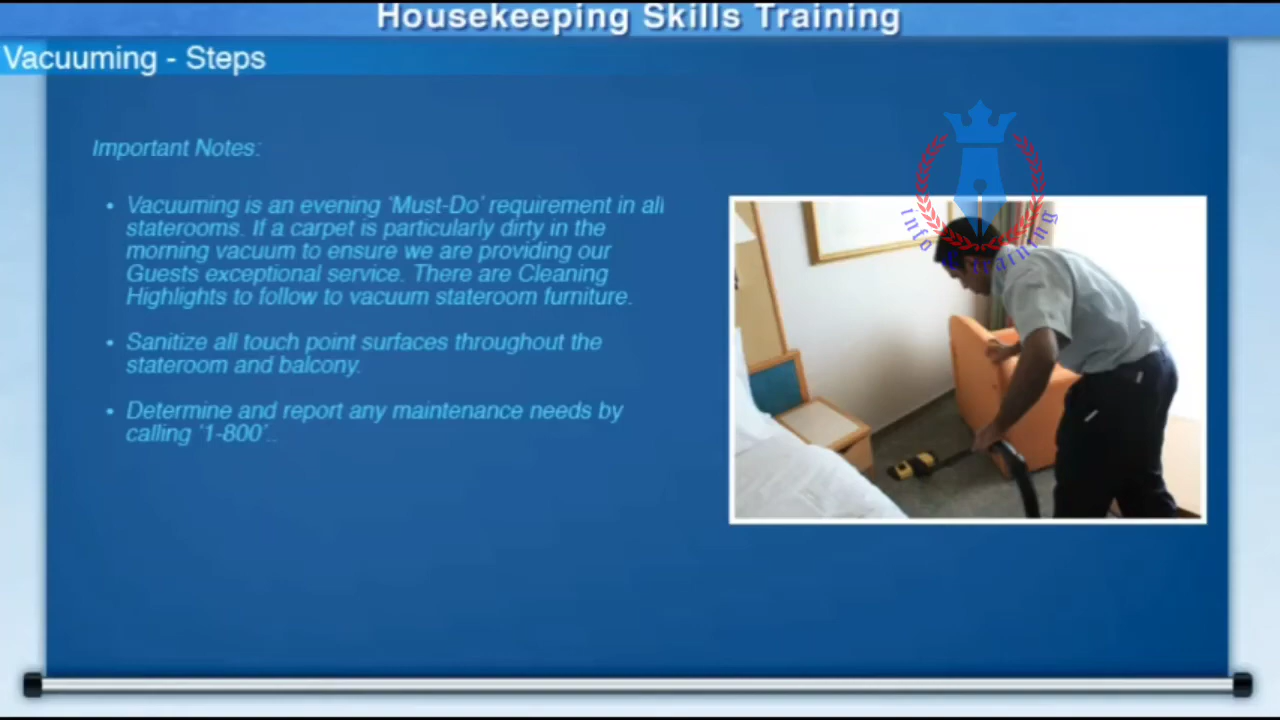 Housekeeping Skills Training
Vacuuming - Steps
Important Notes:
• Vacuuming is an evening 'Must-Do' requirement in all
staterooms. If a carpet is particularly dirty in the
morning vacuum to ensure we are providing our
Guests exceptional service. There are Cleaning
Highlights to follow to vacuum stateroom furniture.
• Sanitize all touch point surfaces throughout the
stateroom and balcony.
• Determine and report any maintenance needs by
calling '1-800'..